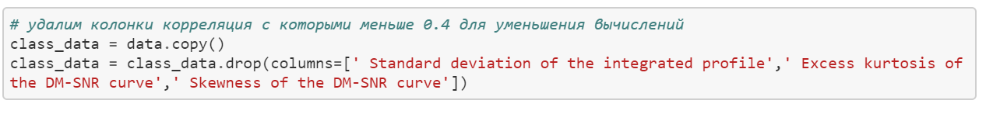 # удалим колонки корреляция с которыми меньше 0.4 для уменьшения вычислений
class_data = data.copy()
class_data = class_data.drop(columns=[' Standard deviation of the integrated profile',' Excess kurtosis of
the DM-SNR curve',' Skewness of the DM-SNR curve'])